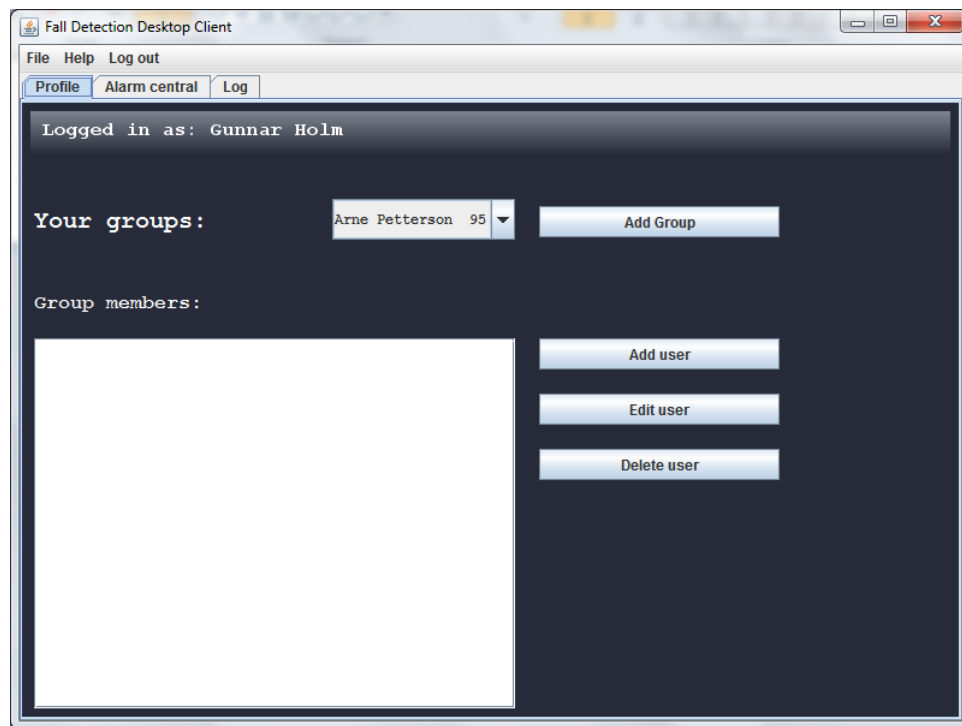 Fall Detection Desktop Client
File Help Log out
Profile Alarm central Log
Logged in as: Gunnar Holm
Your groups: Arne Petterson 95 Add Group
Group members:
Add user
Edit user
Delete user